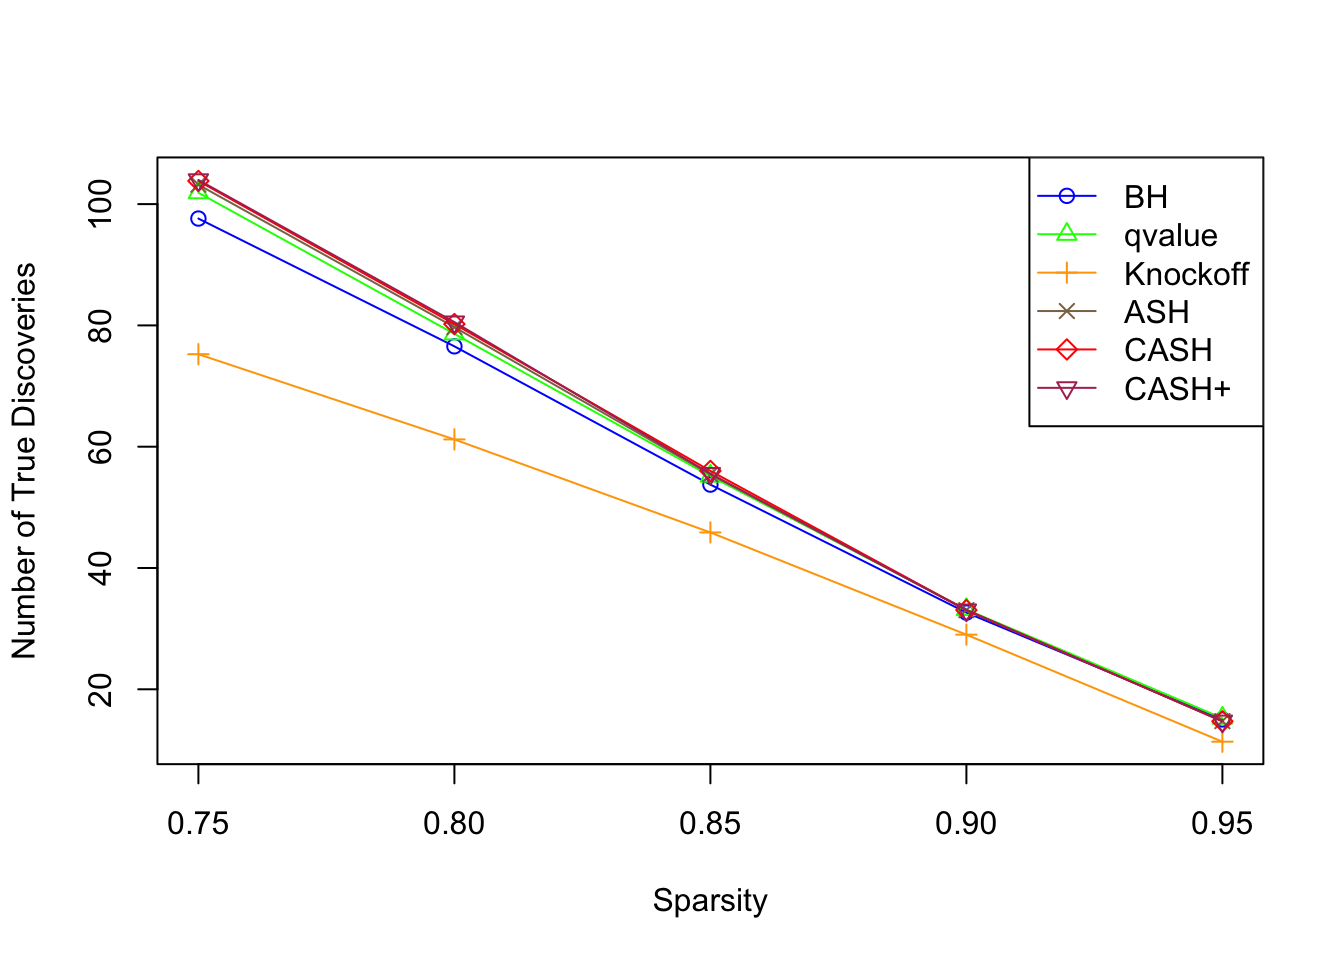 BH
qvalue
Knockoff
ASH
CASH
CASH+
Number of True Discoveries
100
80
60
40
20
0.75 0.80 0.85 0.90 0.95
Sparsity